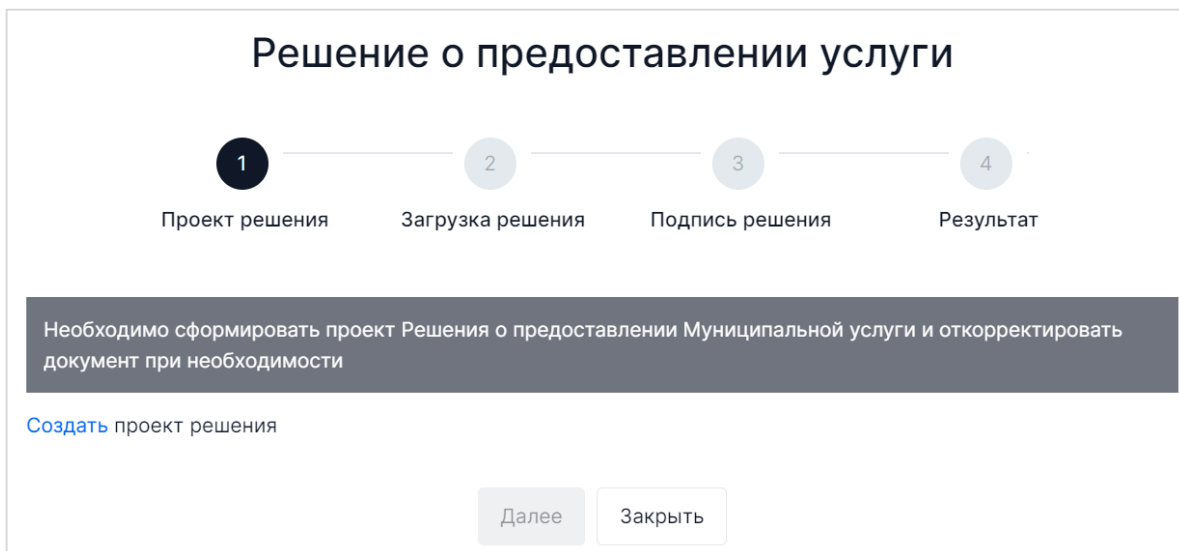 Решение о предоставлении услуги
1 2 3 4
Проект решения Загрузка решения Подпись решения Результат
Необходимо сформировать проект Решения о предоставлении Муниципальной услуги и откорректировать
документ при необходимости
Создать проект решения
Далее Закрыть